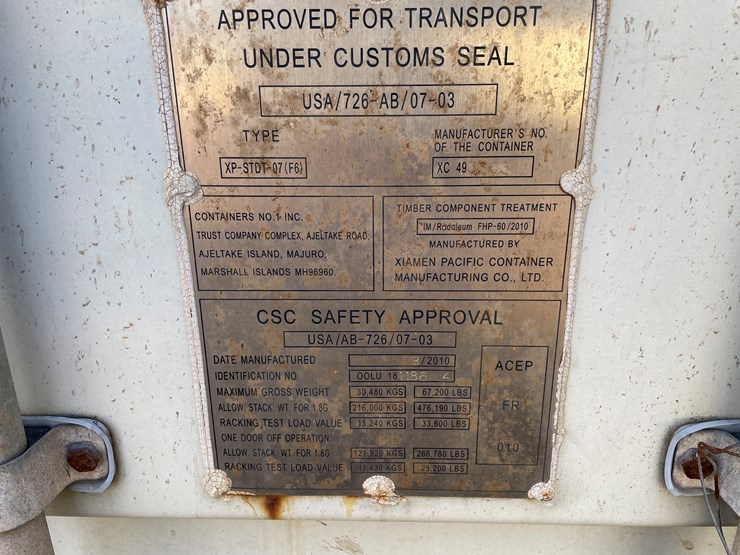 APPROVED FOR TRANSPORT
UNDER CUSTOMS SEAL
USA/726-AB/07-03
TYPE
XP-STDT-07(F6)
MANUFACTURER'S NO.
OF THE CONTAINER
XC 49
CONTAINERS NO.1 INC.
TRUST COMPANY COMPLEX, AJELTAKE ROAD,
AJELTAKE ISLAND, MAJURO,
MARSHALL ISLANDS MH96960.
TIMBER COMPONENT TREATMENT
IM/Radaleum FHP-60/2010
MANUFACTURED BY
XIAMEN PACIFIC CONTAINER
MANUFACTURING CO., LTD.
CSC SAFETY APPROVAL
USA/AB-726/07-03
DATE MANUFACTURED 3/2010
IDENTIFICATION NO. OOLU 18
MAXIMUM GROSS WEIGHT 30,480 KGS 67,200 LBS
ALLOW. STACK. WT. FOR 1.8G 216,000 KGS 476,190 LBS
RACKING TEST LOAD VALUE 15,240 KGS 33,600 LBS
ONE DOOR OFF OPERATION
ALLOW. STACK. WT. FOR 1.8G 121,920 KGS 268,780 LBS
RACKING TEST LOAD VALUE 11,430 KGS 25,200 LBS
ACEP
FR
010